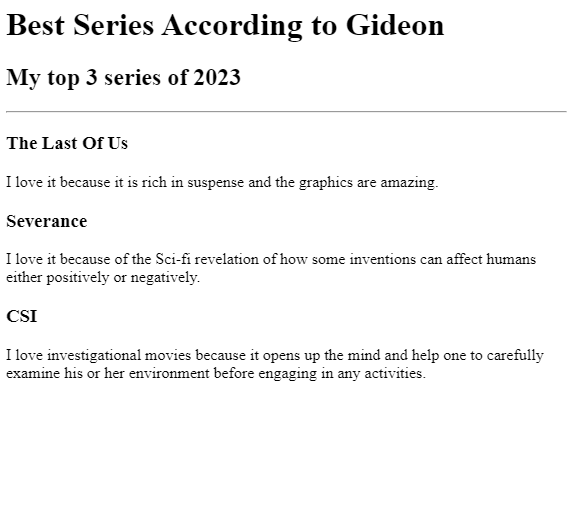 Best Series According to Gideon
My top 3 series of 2023
The Last Of Us
I love it because it is rich in suspense and the graphics are amazing.
Severance
I love it because of the Sci-fi revelation of how some inventions can affect humans
either positively or negatively.
CSI
I love investigational movies because it opens up the mind and help one to carefully
examine his or her environment before engaging in any activities.